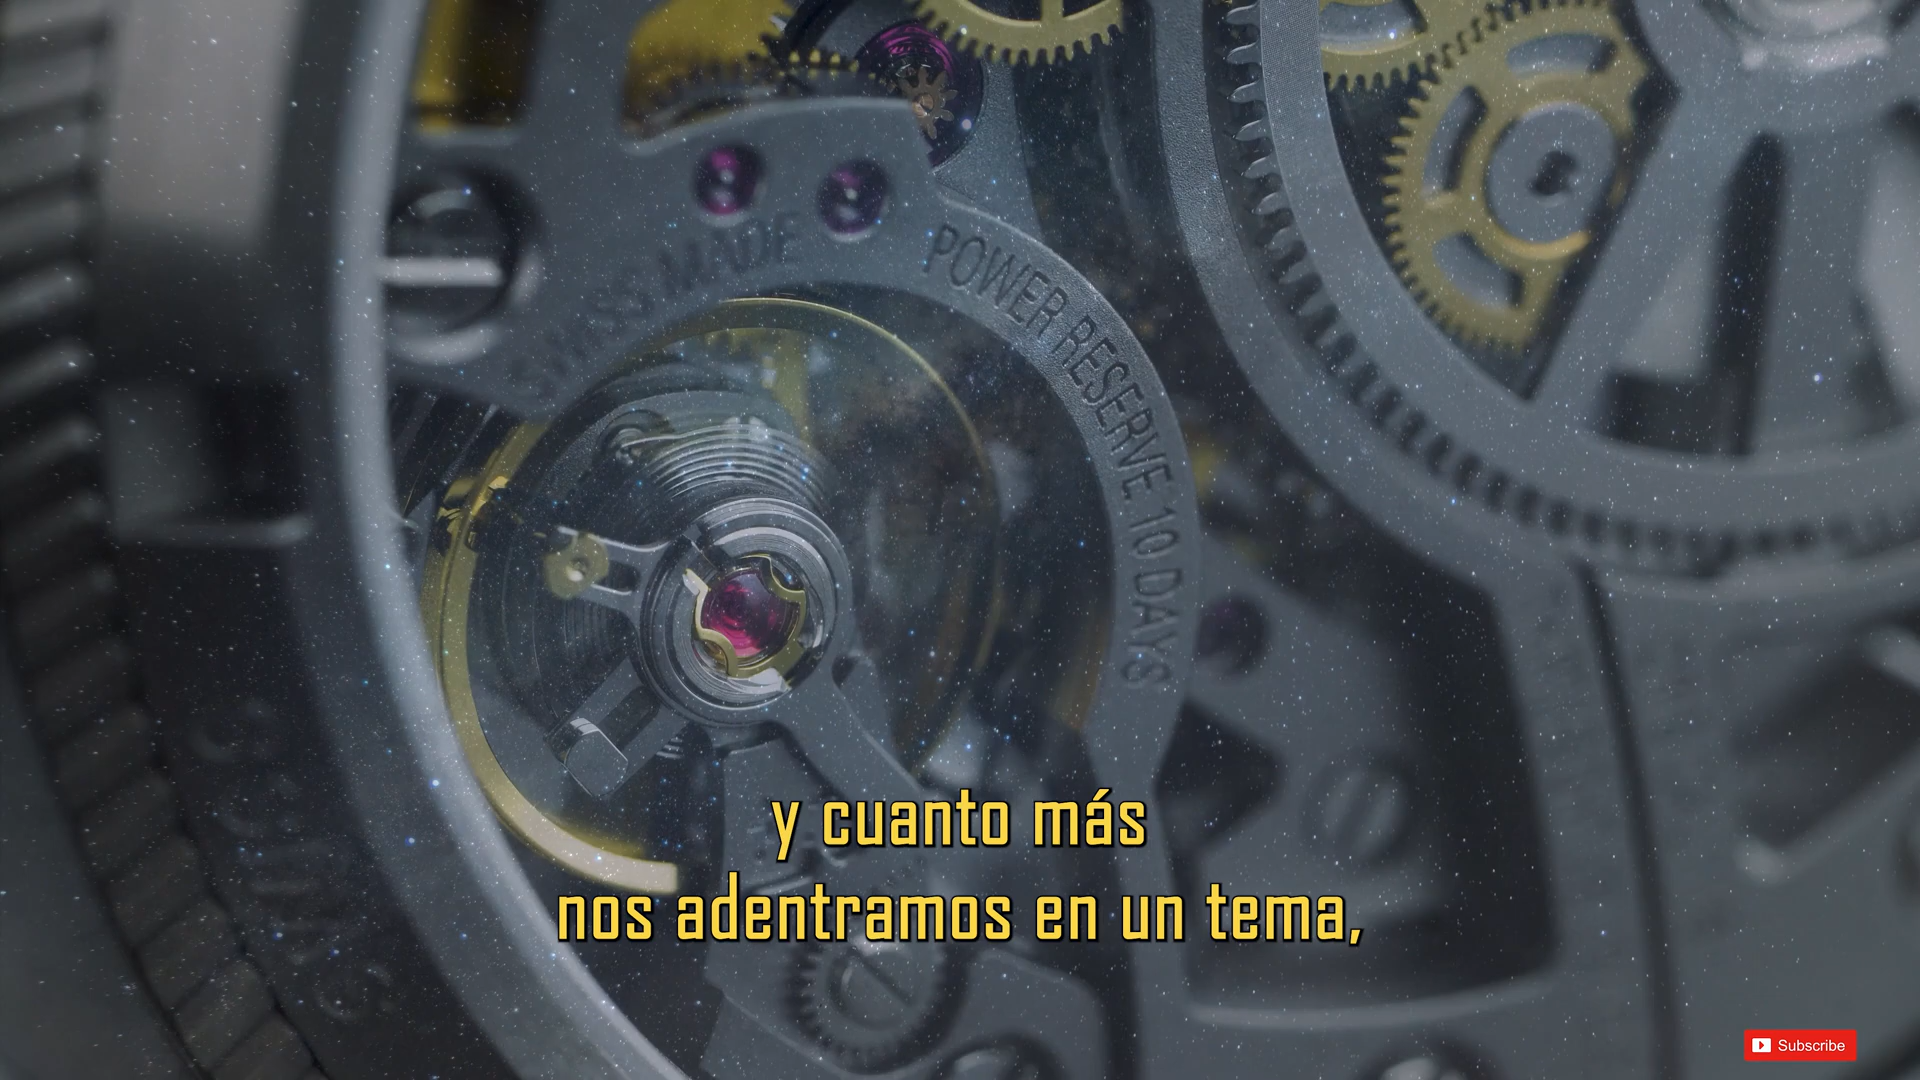 SWISS MADE
POWER RESERVE 10 DAYS
y cuanto más
nos adentramos en un tema,
Subscribe